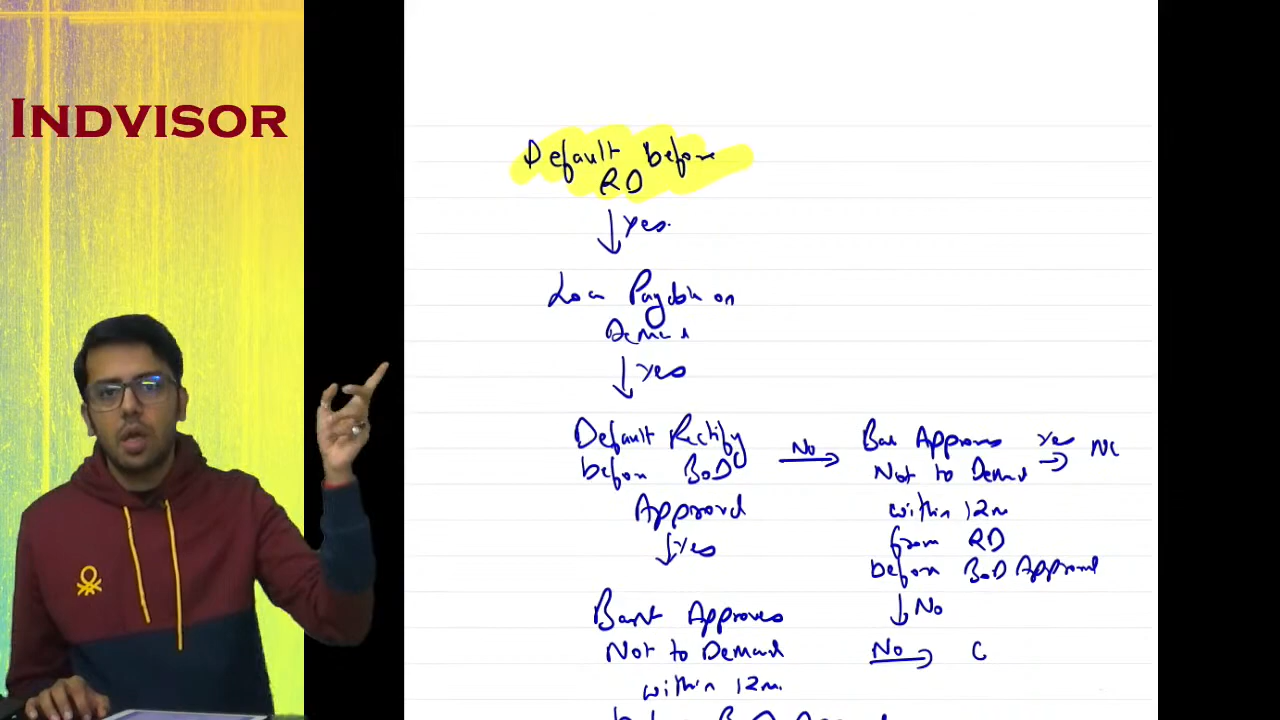 INDVISOR
Default before
RD
Yes.
Loan Payable on
Demand
Yes
Default Rectify
before BoD
Approval
No
Bank Approves
Not to Demand
within 12m
from RD
before BoD Approval
Yes
NC
Yes
No
Bank Approves
Not to Demand
within 12m.
No
C